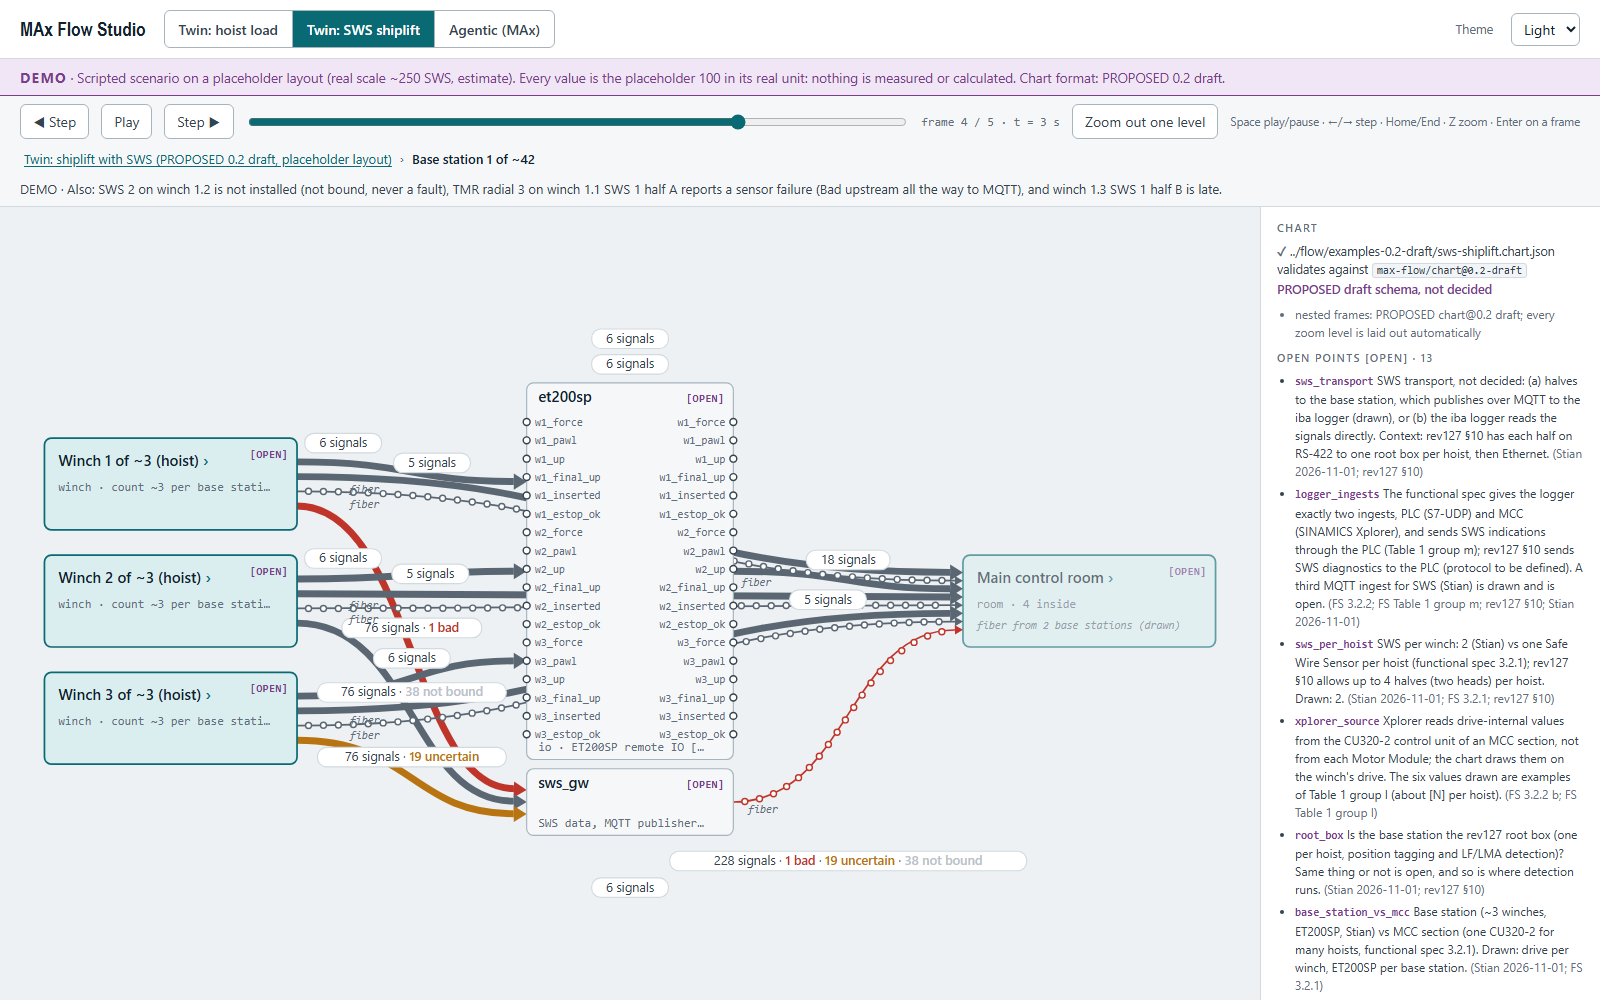 MAx Flow Studio
Twin: hoist load
Twin: SWS shiplift
Agentic (MAx)
Theme
Light
DEMO · Scripted scenario on a placeholder layout (real scale ~250 SWS, estimate). Every value is the placeholder 100 in its real unit: nothing is measured or calculated. Chart format: PROPOSED 0.2 draft.
◀ Step
Play
Step ▶
frame 4 / 5 · t = 3 s
Zoom out one level
Space play/pause · ←/→ step · Home/End · Z zoom · Enter on a frame
Twin: shiplift with SWS (PROPOSED 0.2 draft, placeholder layout) › Base station 1 of ~42
DEMO · Also: SWS 2 on winch 1.2 is not installed (not bound, never a fault), TMR radial 3 on winch 1.1 SWS 1 half A reports a sensor failure (Bad upstream all the way to MQTT), and winch 1.3 SWS 1 half B is late.
6 signals
6 signals
Winch 1 of ~3 (hoist) ›
[OPEN]
winch · count ~3 per base stati…
6 signals
5 signals
fiber
fiber
Winch 2 of ~3 (hoist) ›
[OPEN]
winch · count ~3 per base stati…
6 signals
5 signals
fiber
fiber
76 signals · 1 bad
Winch 3 of ~3 (hoist) ›
[OPEN]
winch · count ~3 per base stati…
6 signals
76 signals · 38 not bound
fiber
fiber
76 signals · 19 uncertain
et200sp
[OPEN]
w1_force w1_force
w1_pawl w1_pawl
w1_up w1_up
w1_final_up w1_final_up
w1_inserted w1_inserted
w1_estop_ok w1_estop_ok
w2_force w2_force
w2_pawl w2_pawl
w2_up w2_up
w2_final_up w2_final_up
w2_inserted w2_inserted
w2_estop_ok w2_estop_ok
w3_force w3_force
w3_pawl w3_pawl
w3_up w3_up
w3_final_up w3_final_up
w3_inserted w3_inserted
w3_estop_ok w3_estop_ok
io · ET200SP remote IO […
sws_gw
[OPEN]
SWS data, MQTT publisher…
18 signals
fiber
5 signals
fiber
Main control room ›
[OPEN]
room · 4 inside
fiber from 2 base stations (drawn)
228 signals · 1 bad · 19 uncertain · 38 not bound
6 signals
CHART
✓ ../flow/examples-0.2-draft/sws-shiplift.chart.json
validates against max-flow/chart@0.2-draft
PROPOSED draft schema, not decided
• nested frames: PROPOSED chart@0.2 draft; every
zoom level is laid out automatically
OPEN POINTS [OPEN] · 13
• sws_transport SWS transport, not decided: (a) halves
to the base station, which publishes over MQTT to the
iba logger (drawn), or (b) the iba logger reads the
signals directly. Context: rev127 §10 has each half on
RS-422 to one root box per hoist, then Ethernet. (Stian
2026-11-01; rev127 §10)
• logger_ingests The functional spec gives the logger
exactly two ingests, PLC (S7-UDP) and MCC
(SINAMICS Xplorer), and sends SWS indications
through the PLC (Table 1 group m); rev127 §10 sends
SWS diagnostics to the PLC (protocol to be defined). A
third MQTT ingest for SWS (Stian) is drawn and is
open. (FS 3.2.2; FS Table 1 group m; rev127 §10; Stian
2026-11-01)
• sws_per_hoist SWS per winch: 2 (Stian) vs one Safe
Wire Sensor per hoist (functional spec 3.2.1); rev127
§10 allows up to 4 halves (two heads) per hoist.
Drawn: 2. (Stian 2026-11-01; FS 3.2.1; rev127 §10)
• xplorer_source Xplorer reads drive-internal values
from the CU320-2 control unit of an MCC section, not
from each Motor Module; the chart draws them on
the winch's drive. The six values drawn are examples
of Table 1 group l (about [N] per hoist). (FS 3.2.2 b; FS
Table 1 group l)
• root_box Is the base station the rev127 root box (one
per hoist, position tagging and LF/LMA detection)?
Same thing or not is open, and so is where detection
runs. (Stian 2026-11-01; rev127 §10)
• base_station_vs_mcc Base station (~3 winches,
ET200SP, Stian) vs MCC section (one CU320-2 for
many hoists, functional spec 3.2.1). Drawn: drive per
winch, ET200SP per base station. (Stian 2026-11-01; FS
3.2.1)